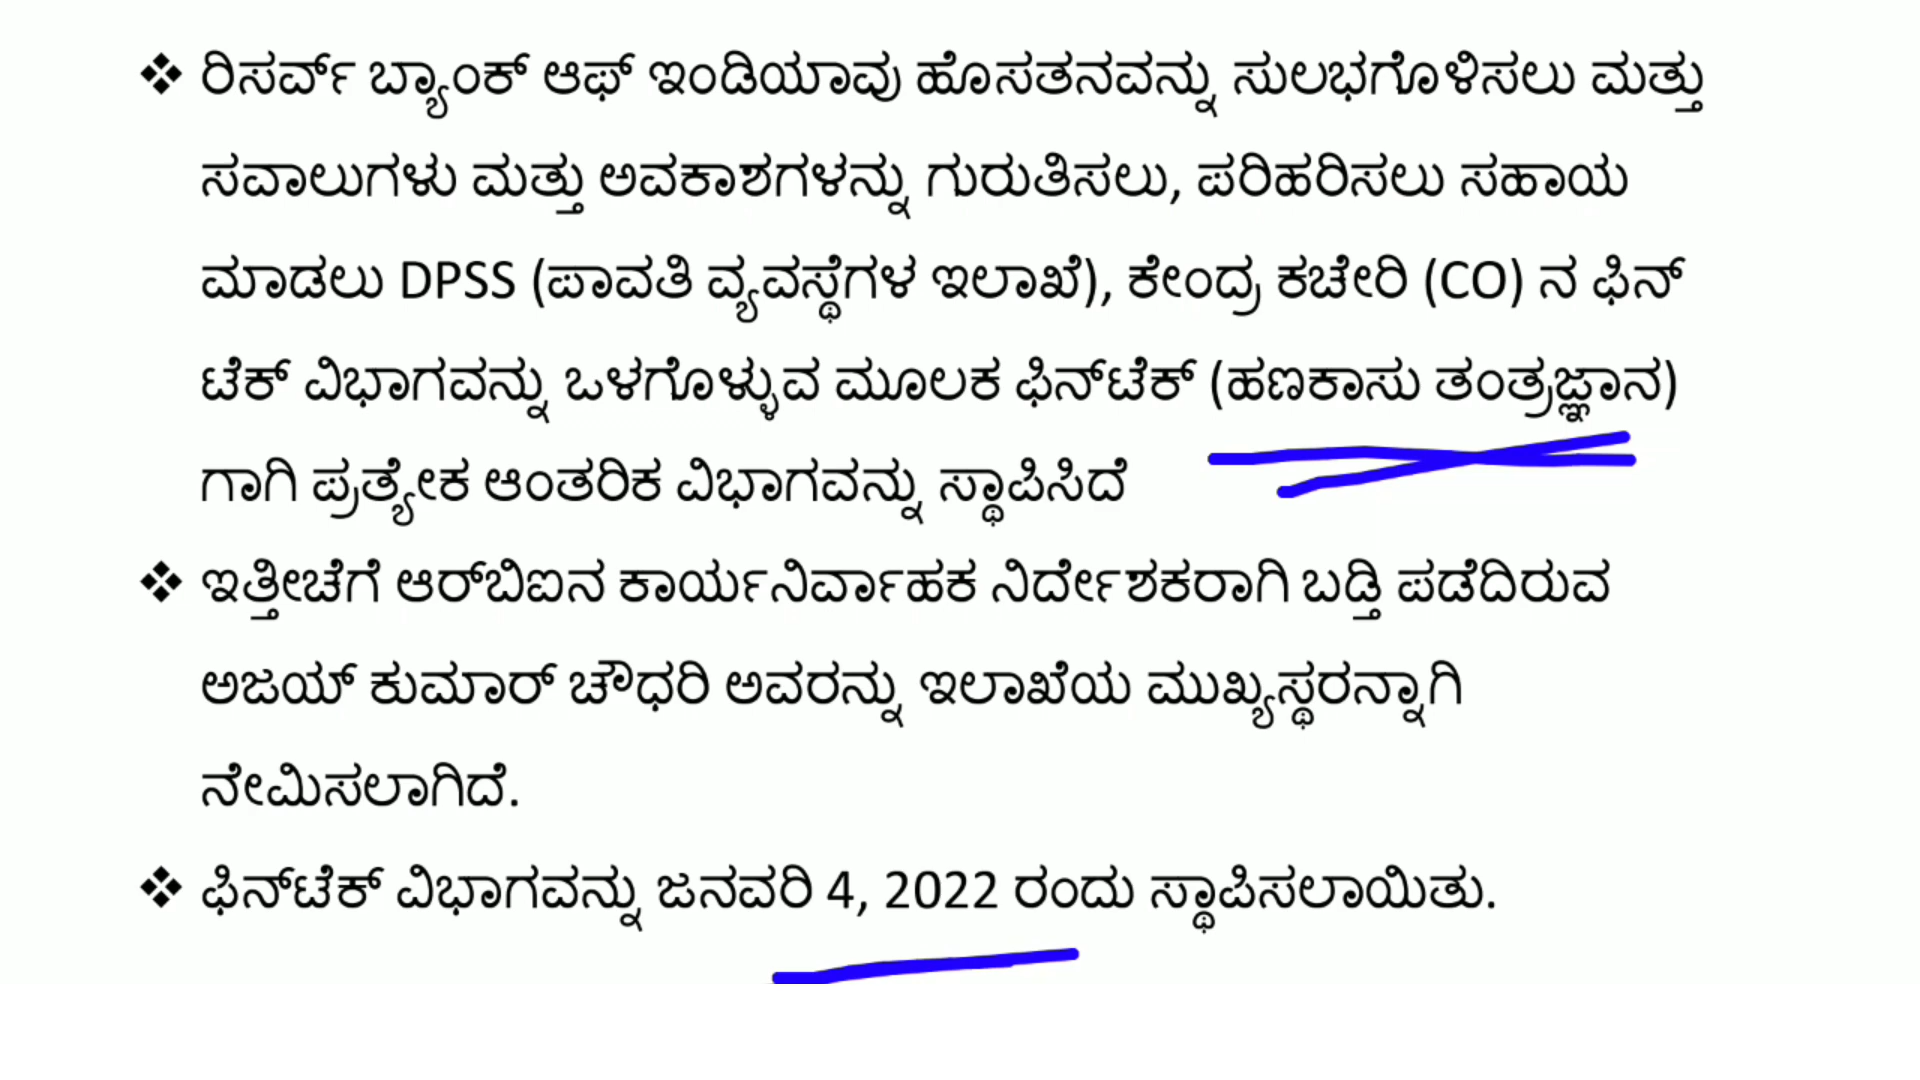 ❖ ರಿಸರ್ವ್ ಬ್ಯಾಂಕ್ ಆಫ್ ಇಂಡಿಯಾವು ಹೊಸತನವನ್ನು ಸುಲಭಗೊಳಿಸಲು ಮತ್ತು
ಸವಾಲುಗಳು ಮತ್ತು ಅವಕಾಶಗಳನ್ನು ಗುರುತಿಸಲು, ಪರಿಹರಿಸಲು ಸಹಾಯ
ಮಾಡಲು DPSS (ಪಾವತಿ ವ್ಯವಸ್ಥೆಗಳ ಇಲಾಖೆ), ಕೇಂದ್ರ ಕಚೇರಿ (CO) ನ ಫಿನ್
ಟೆಕ್ ವಿಭಾಗವನ್ನು ಒಳಗೊಳ್ಳುವ ಮೂಲಕ ಫಿನ್‌ಟೆಕ್ (ಹಣಕಾಸು ತಂತ್ರಜ್ಞಾನ)
ಗಾಗಿ ಪ್ರತ್ಯೇಕ ಆಂತರಿಕ ವಿಭಾಗವನ್ನು ಸ್ಥಾಪಿಸಿದೆ
❖ ಇತ್ತೀಚೆಗೆ ಆರ್‌ಬಿಐನ ಕಾರ್ಯನಿರ್ವಾಹಕ ನಿರ್ದೇಶಕರಾಗಿ ಬಡ್ತಿ ಪಡೆದಿರುವ
ಅಜಯ್ ಕುಮಾರ್ ಚೌಧರಿ ಅವರನ್ನು ಇಲಾಖೆಯ ಮುಖ್ಯಸ್ಥರನ್ನಾಗಿ
ನೇಮಿಸಲಾಗಿದೆ.
❖ ಫಿನ್‌ಟೆಕ್ ವಿಭಾಗವನ್ನು ಜನವರಿ 4, 2022 ರಂದು ಸ್ಥಾಪಿಸಲಾಯಿತು.